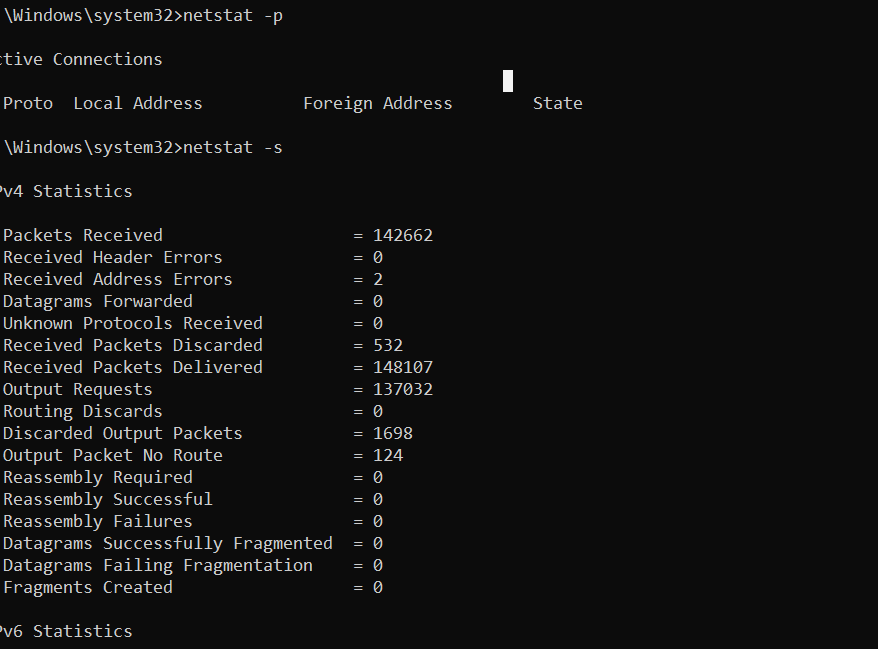 \Windows\system32>netstat -p
ctive Connections
Proto  Local Address          Foreign Address        State
\Windows\system32>netstat -s
Pv4 Statistics
Packets Received                   = 142662
Received Header Errors             = 0
Received Address Errors            = 2
Datagrams Forwarded                = 0
Unknown Protocols Received         = 0
Received Packets Discarded         = 532
Received Packets Delivered         = 148107
Output Requests                    = 137032
Routing Discards                   = 0
Discarded Output Packets           = 1698
Output Packet No Route             = 124
Reassembly Required                = 0
Reassembly Successful              = 0
Reassembly Failures                = 0
Datagrams Successfully Fragmented  = 0
Datagrams Failing Fragmentation    = 0
Fragments Created                  = 0
Pv6 Statistics